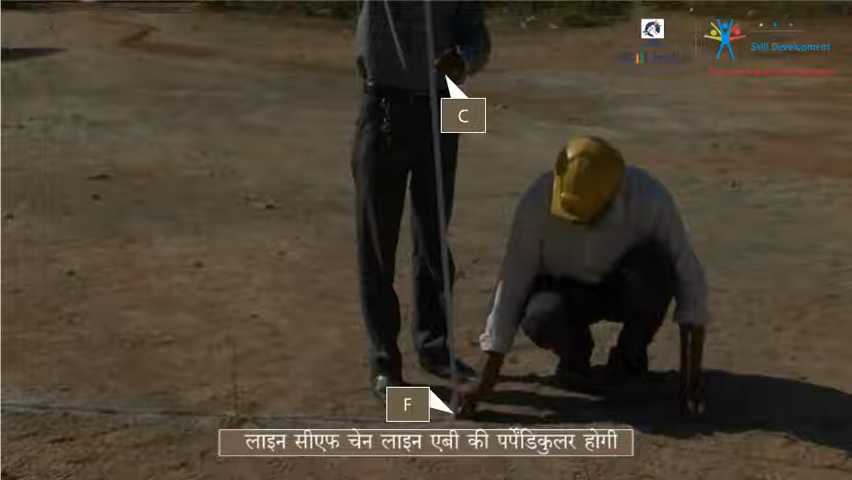 Skill Development
C
F
लाइन सीएफ चेन लाइन एबी की पर्पेंडिकुलर होगी